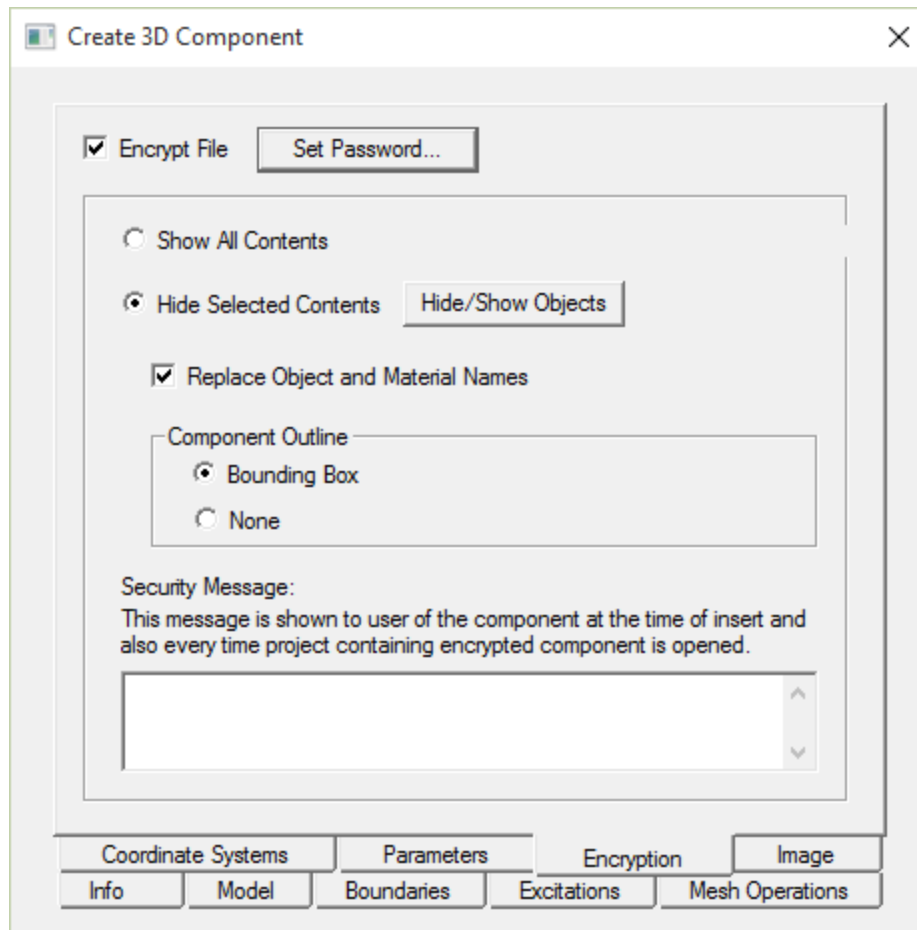 Create 3D Component
Encrypt File
Set Password...
Show All Contents
Hide Selected Contents
Hide/Show Objects
Replace Object and Material Names
Component Outline
Bounding Box
None
Security Message:
This message is shown to user of the component at the time of insert and
also every time project containing encrypted component is opened.
Coordinate Systems
Parameters
Encryption
Image
Info
Model
Boundaries
Excitations
Mesh Operations